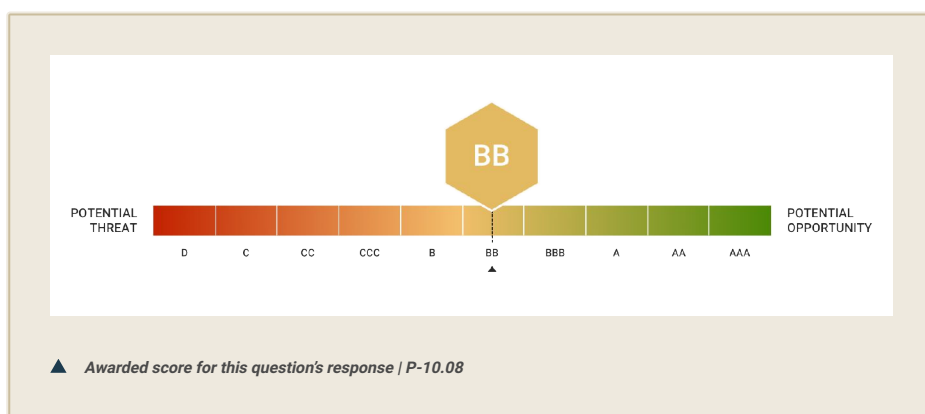 BB
POTENTIAL
THREAT
POTENTIAL
OPPORTUNITY
D C CC CCC B BB BBB A AA AAA
Awarded score for this question's response | P-10.08